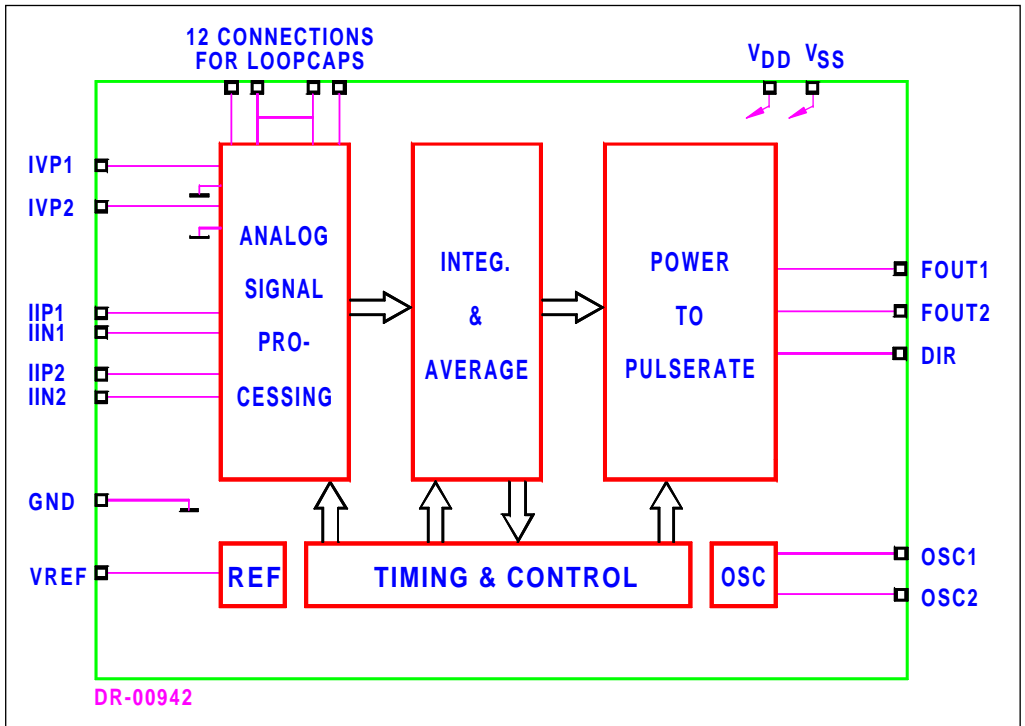 12 CONNECTIONS
FOR LOOPCAPS
VDD
VSS
IVP1
IVP2
IIP1
IIN1
IIP2
IIN2
GND
VREF
ANALOG
SIGNAL
PRO-
CESSING
INTEG.
&
AVERAGE
POWER
TO
PULSERATE
FOUT1
FOUT2
DIR
REF
TIMING & CONTROL
OSC
OSC1
OSC2
DR-00942